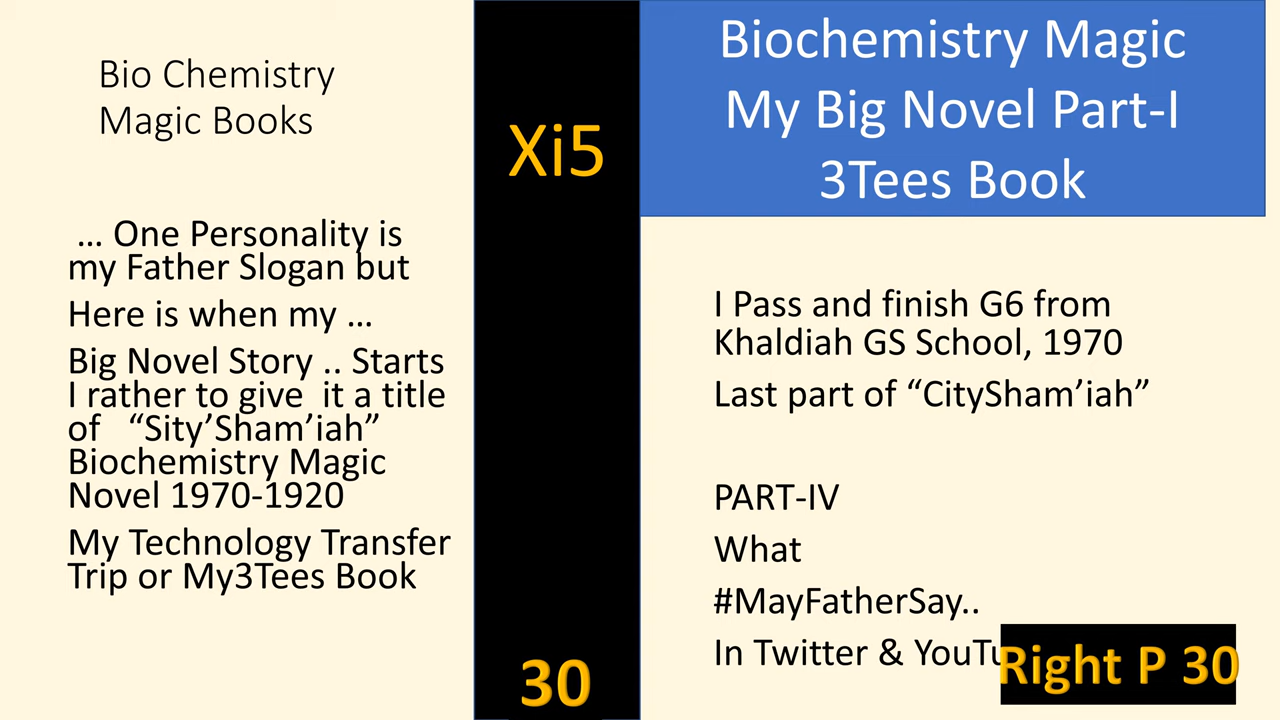 Bio Chemistry
Magic Books
… One Personality is
my Father Slogan but
Here is when my …
Big Novel Story .. Starts
I rather to give it a title
of “Sity’Sham’iah”
Biochemistry Magic
Novel 1970-1920
My Technology Transfer
Trip or My3Tees Book
Xi5
30
Biochemistry Magic
My Big Novel Part-I
3Tees Book
I Pass and finish G6 from
Khaldiah GS School, 1970
Last part of “CitySham’iah”
PART-IV
What
#MayFatherSay..
In Twitter &
Right P 30